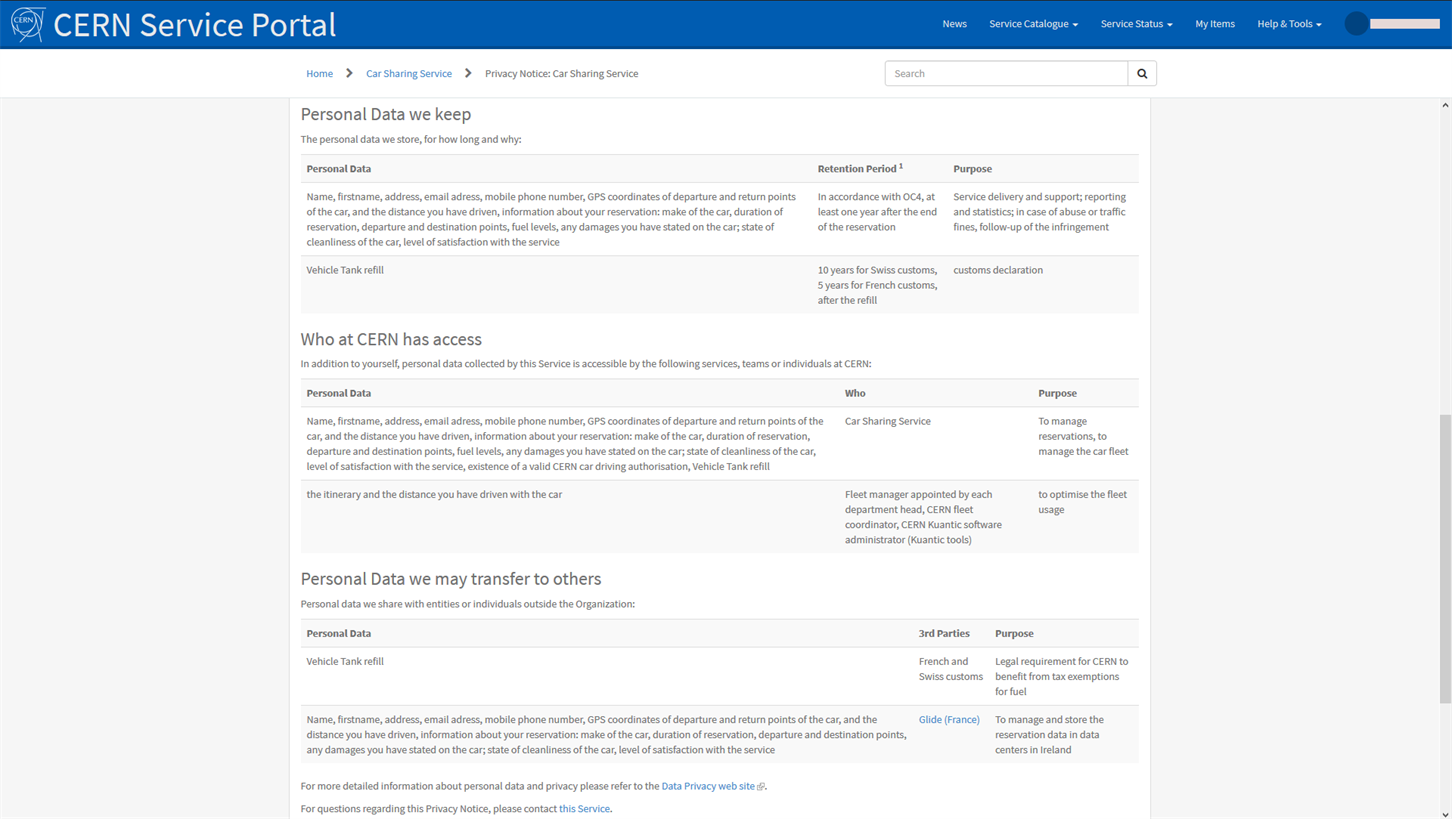 CERN CERN Service Portal
News Service Catalogue Service Status My Items Help & Tools
Home Car Sharing Service Privacy Notice: Car Sharing Service
Search
Personal Data we keep
The personal data we store, for how long and why:
Personal Data Retention Period 1 Purpose
Name, firstname, address, email adress, mobile phone number, GPS coordinates of departure and return points
of the car, and the distance you have driven, information about your reservation: make of the car, duration of
reservation, departure and destination points, fuel levels, any damages you have stated on the car; state of
cleanliness of the car, level of satisfaction with the service
In accordance with OC4, at
least one year after the end
of the reservation
Service delivery and support; reporting
and statistics; in case of abuse or traffic
fines, follow-up of the infringement
Vehicle Tank refill
10 years for Swiss customs,
5 years for French customs,
after the refill
customs declaration
Who at CERN has access
In addition to yourself, personal data collected by this Service is accessible by the following services, teams or individuals at CERN:
Personal Data Who Purpose
Name, firstname, address, email adress, mobile phone number, GPS coordinates of departure and return points of the
car, and the distance you have driven, information about your reservation: make of the car, duration of reservation,
departure and destination points, fuel levels, any damages you have stated on the car; state of cleanliness of the car,
level of satisfaction with the service, existence of a valid CERN car driving authorisation, Vehicle Tank refill
Car Sharing Service
To manage
reservations, to
manage the car fleet
the itinerary and the distance you have driven with the car
Fleet manager appointed by each
department head, CERN fleet
coordinator, CERN Kuantic software
administrator (Kuantic tools)
to optimise the fleet
usage
Personal Data we may transfer to others
Personal data we share with entities or individuals outside the Organization:
Personal Data 3rd Parties Purpose
Vehicle Tank refill
French and
Swiss customs
Legal requirement for CERN to
benefit from tax exemptions
for fuel
Name, firstname, address, email adress, mobile phone number, GPS coordinates of departure and return points of the car, and the
distance you have driven, information about your reservation: make of the car, duration of reservation, departure and destination points,
any damages you have stated on the car; state of cleanliness of the car, level of satisfaction with the service
Glide (France)
To manage and store the
reservation data in data
centers in Ireland
For more detailed information about personal data and privacy please refer to the Data Privacy web site.
For questions regarding this Privacy Notice, please contact this Service.